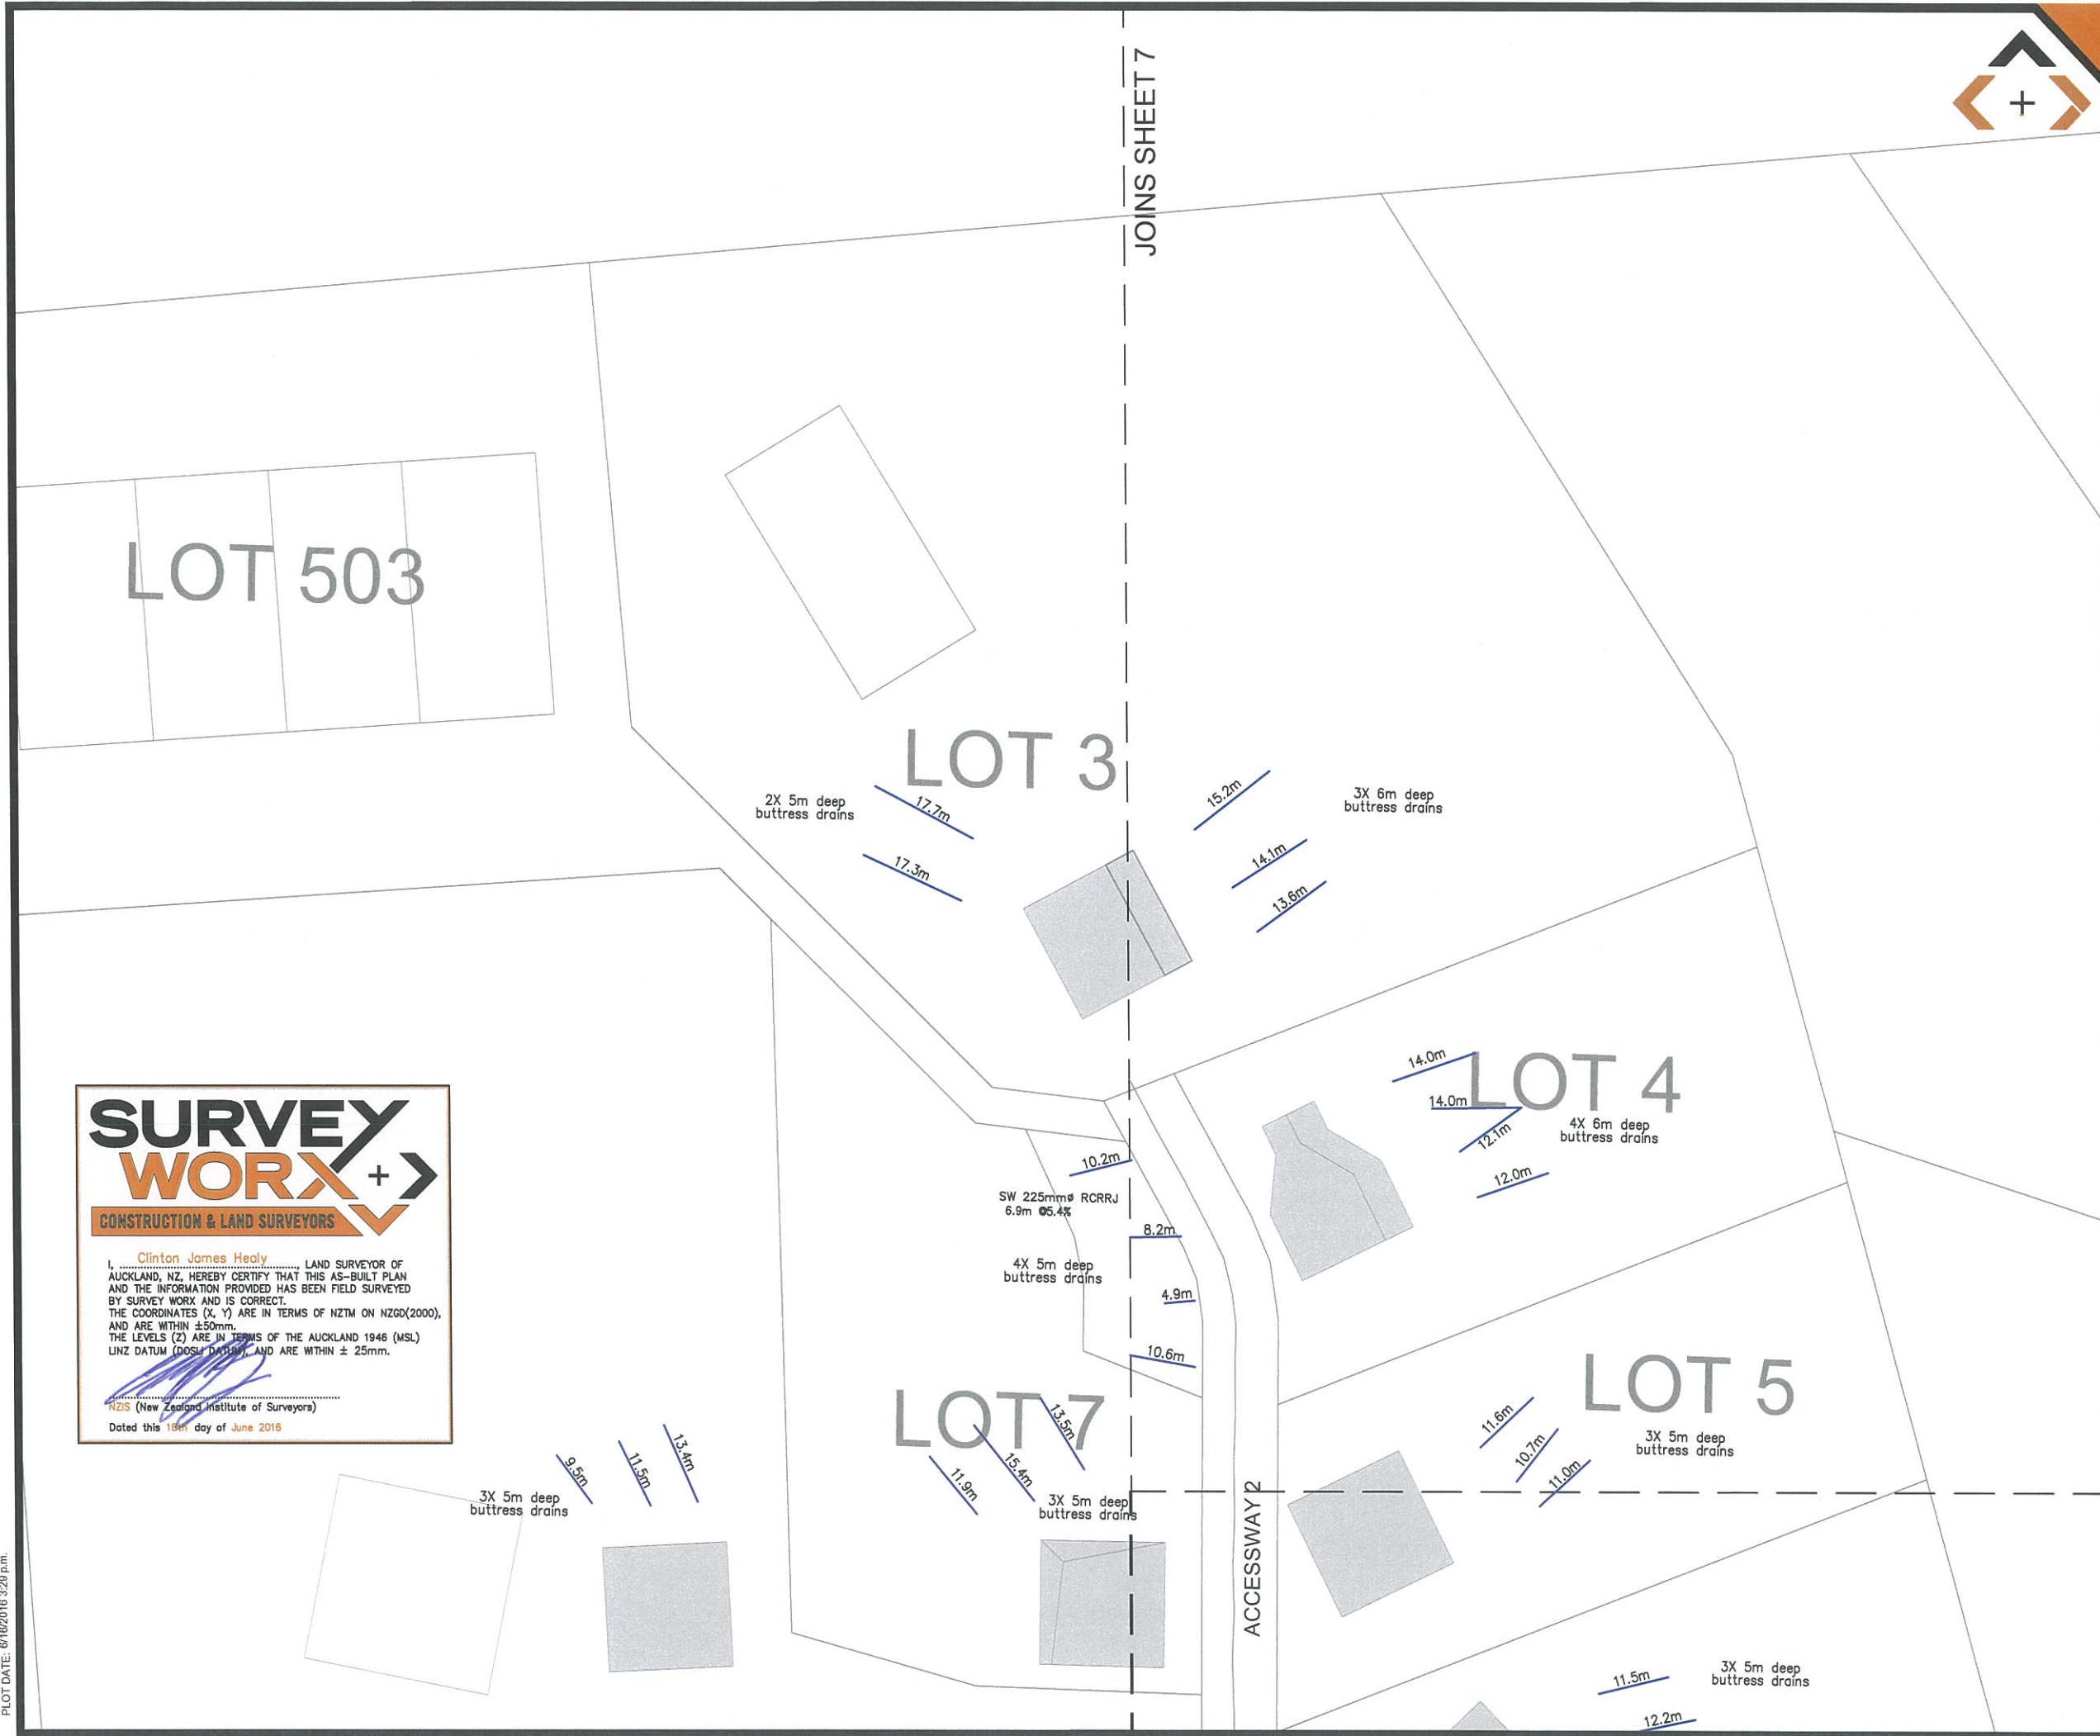 JOINS SHEET 7
LOT 503
LOT 3
2X 5m deep
buttress drains
17.7m
17.3m
15.2m
14.1m
13.6m
3X 6m deep
buttress drains
LOT 4
14.0m
14.0m
12.1m
12.0m
4X 6m deep
buttress drains
10.2m
SW 225mmø RCRRJ
6.9m @5.4%
8.2m
4X 5m deep
buttress drains
4.9m
10.6m
SURVEY
WORX
CONSTRUCTION & LAND SURVEYORS
I, Clinton James Healy, LAND SURVEYOR OF
AUCKLAND, NZ, HEREBY CERTIFY THAT THIS AS-BUILT PLAN
AND THE INFORMATION PROVIDED HAS BEEN FIELD SURVEYED
BY SURVEY WORX AND IS CORRECT.
THE COORDINATES (X, Y) ARE IN TERMS OF NZTM ON NZGD(2000),
AND ARE WITHIN ±50mm.
THE LEVELS (Z) ARE IN TERMS OF THE AUCKLAND 1946 (MSL)
LINZ DATUM (DOSLI DATUM), AND ARE WITHIN ± 25mm.
NZIS (New Zealand Institute of Surveyors)
Dated this day of June 2016
LOT 7
13.5m
15.4m
11.9m
3X 5m deep
buttress drains
9.5m
11.5m
13.4m
3X 5m deep
buttress drains
LOT 5
11.6m
10.7m
11.0m
3X 5m deep
buttress drains
ACCESSWAY 2
11.5m
12.2m
3X 5m deep
buttress drains
PLOT DATE: 6/16/2016 3:29 p.m.